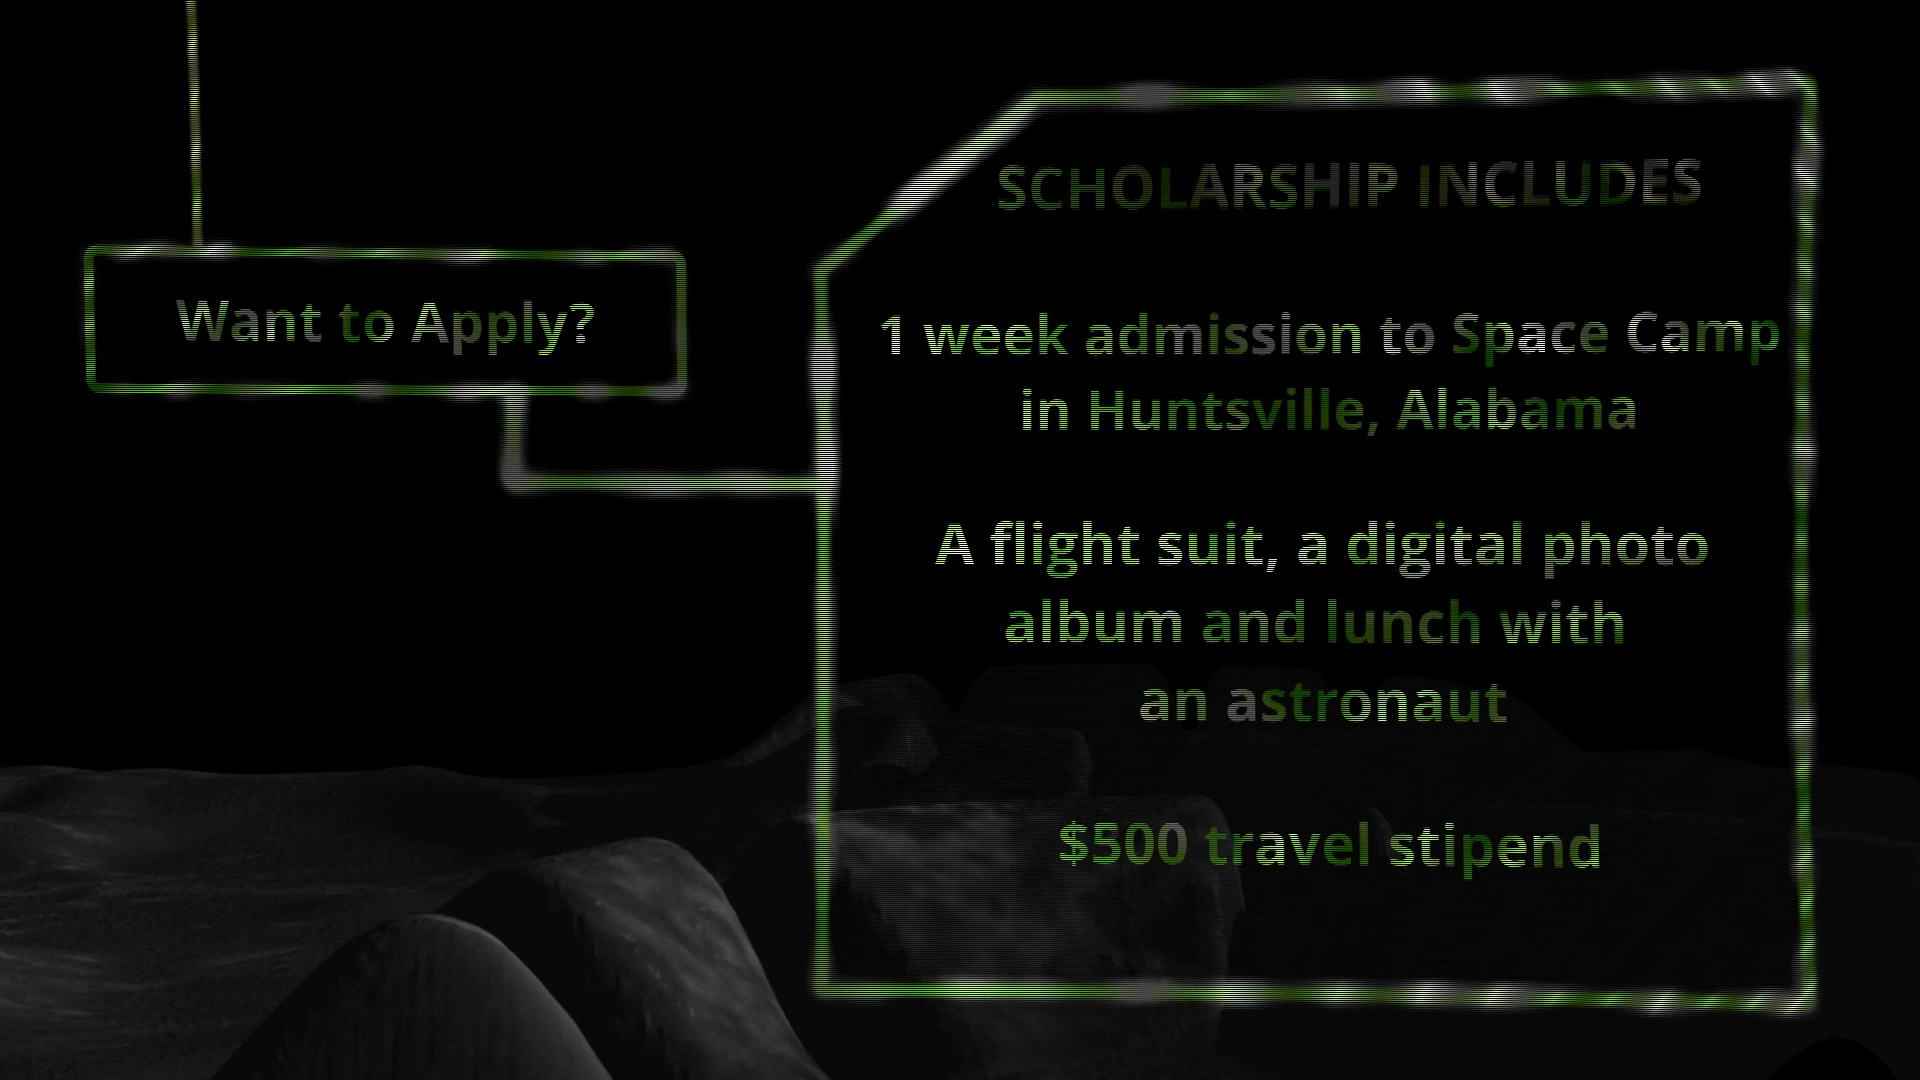 Want to Apply?
SCHOLARSHIP INCLUDES
1 week admission to Space Camp
in Huntsville, Alabama
A flight suit, a digital photo
album and lunch with
an astronaut
$500 travel stipend